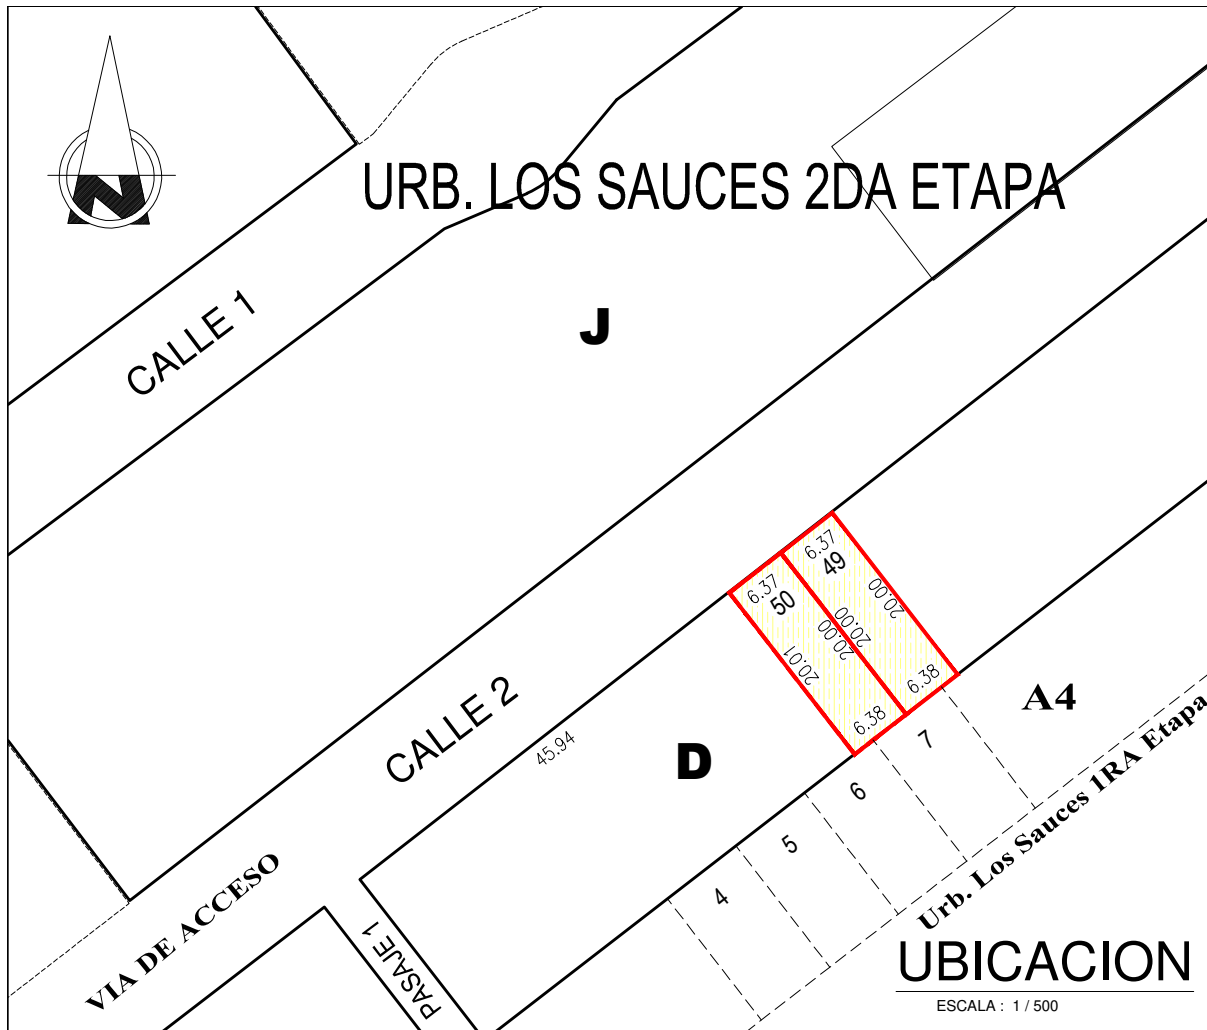 N
URB. LOS SAUCES 2DA ETAPA
CALLE 1
J
6.37
49
20.00
20.00
6.38
6.37
50
20.00
20.01
6.38
A4
CALLE 2
45.94
D
7
6
5
4
Urb. Los Sauces 1RA Etapa
VIA DE ACCESO
PASAJE 1
UBICACION
ESCALA : 1 / 500